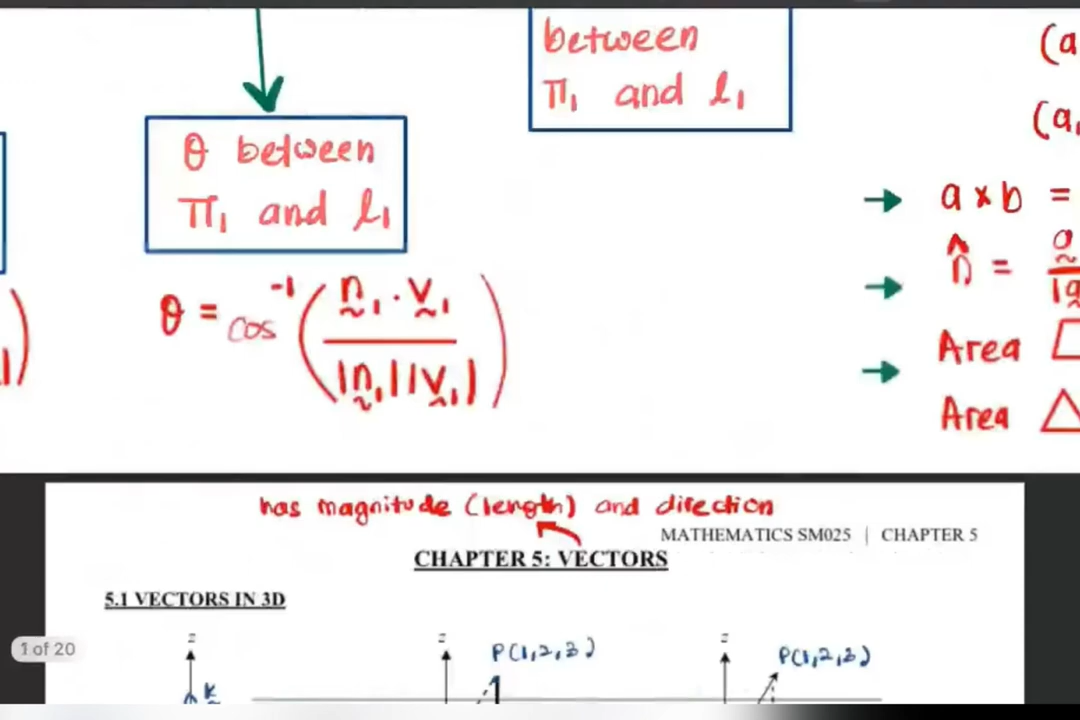 between
π₁ and l₁
θ between
π₁ and l₁
(a
(a,
→ a × b =
→ n̂ = a / |a
θ = cos⁻¹ ( n₁ · v₁ / |n₁||v₁| )
→ Area
Area △
has magnitude (length) and direction
MATHEMATICS SM025 | CHAPTER 5
CHAPTER 5: VECTORS
5.1 VECTORS IN 3D
1 of 20
z
z
P(1,2,3)
z
P(1,2,3)
k